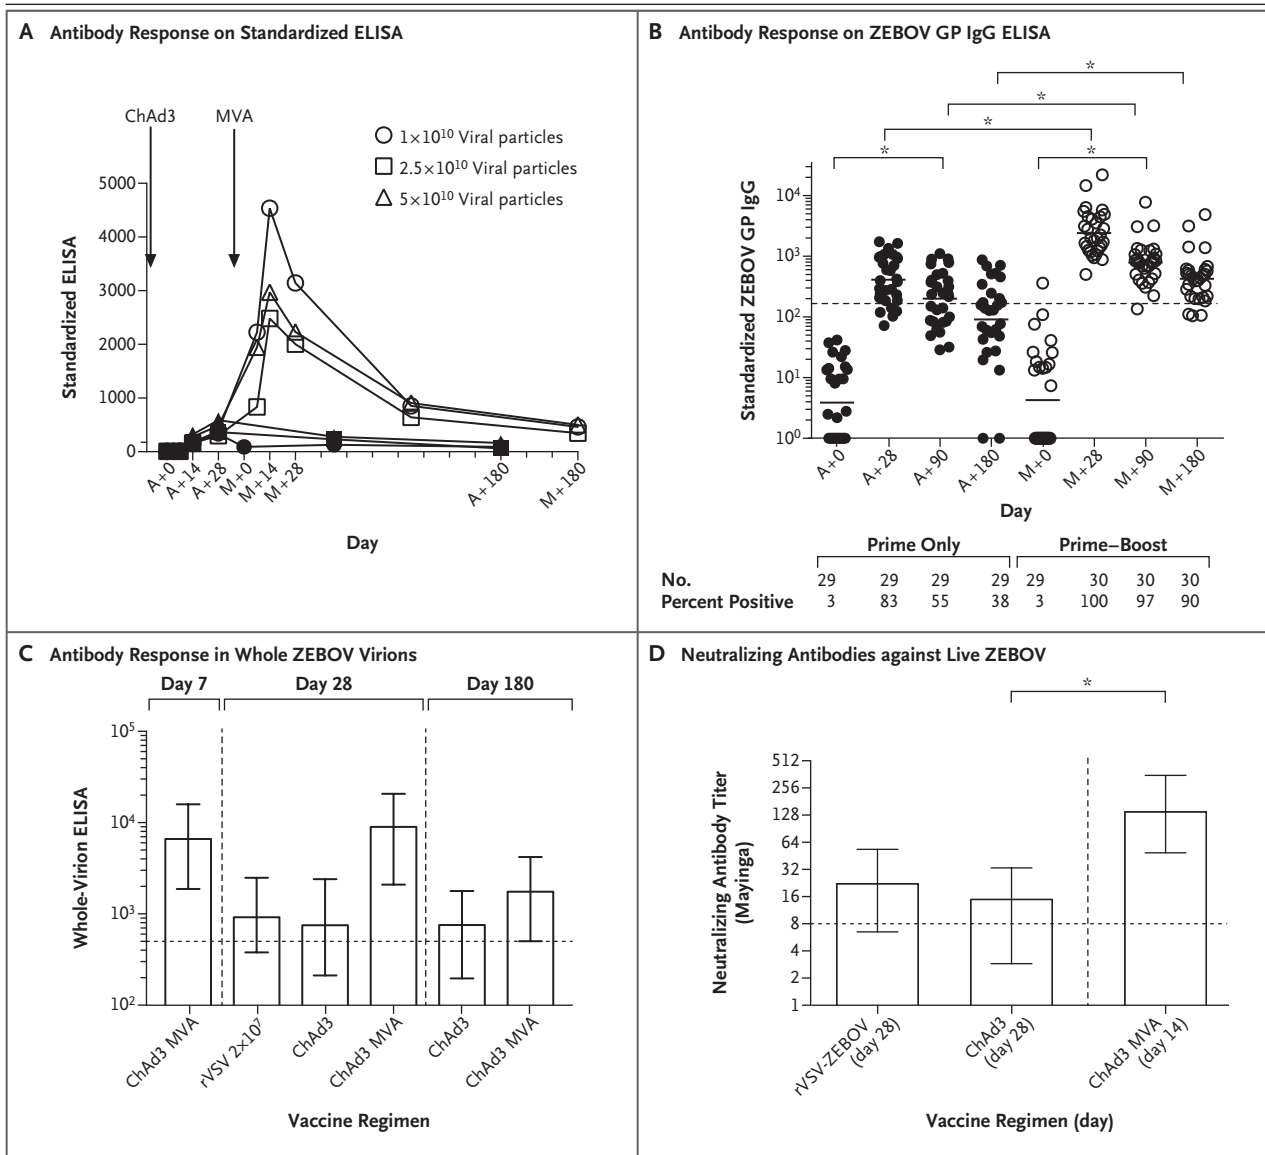 A Antibody Response on Standardized ELISA
ChAd3
MVA
1×10¹⁰ Viral particles
2.5×10¹⁰ Viral particles
5×10¹⁰ Viral particles
Standardized ELISA
5000
4000
3000
2000
1000
0
A+0
A+14
A+28
M+0
M+14
M+28
A+180
M+180
Day
B Antibody Response on ZEBOV GP IgG ELISA
*
*
*
* *
Standardized ZEBOV GP IgG
10⁴
10³
10²
10¹
10⁰
A+0
A+28
A+90
A+180
M+0
M+28
M+90
M+180
Day
Prime Only Prime–Boost
No. 29 29 29 29 29 30 30 30
Percent Positive 3 83 55 38 3 100 97 90
C Antibody Response in Whole ZEBOV Virions
Day 7 Day 28 Day 180
Whole-Virion ELISA
10⁵
10⁴
10³
10²
ChAd3 MVA
rVSV 2×10⁷
ChAd3
ChAd3 MVA
ChAd3
ChAd3 MVA
Vaccine Regimen
D Neutralizing Antibodies against Live ZEBOV
*
Neutralizing Antibody Titer
(Mayinga)
512
256
128
64
32
16
8
4
2
1
rVSV-ZEBOV
(day 28)
ChAd3
(day 28)
ChAd3 MVA
(day 14)
Vaccine Regimen (day)